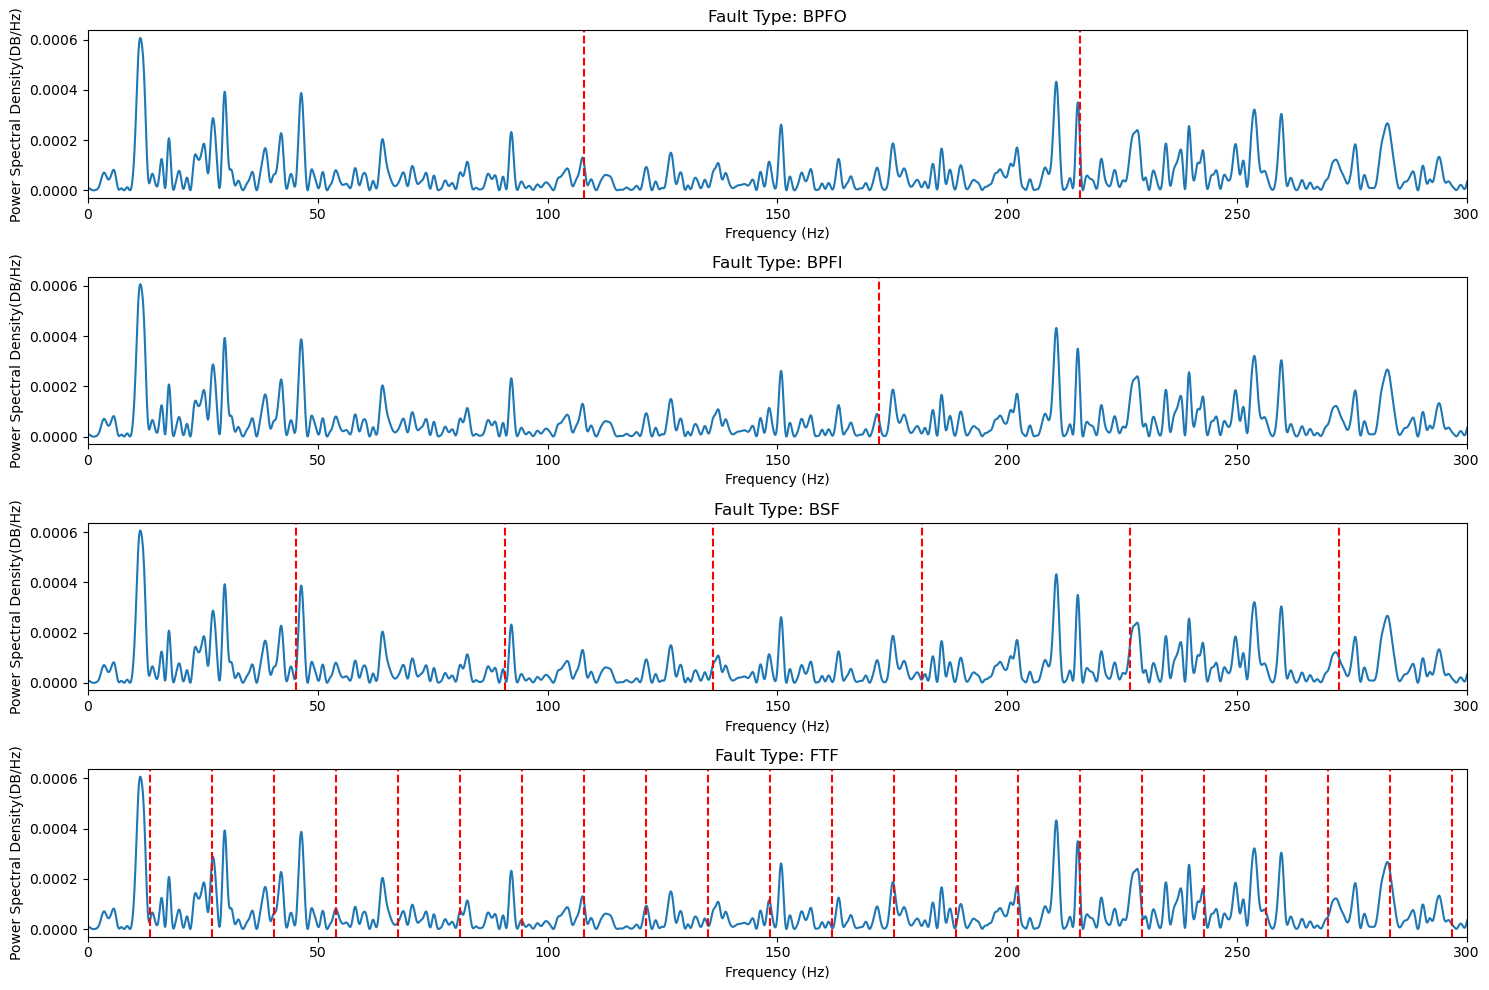 Fault Type: BPFO
Power Spectral Density(DB/Hz)
0.0006
0.0004
0.0002
0.0000
0 50 100 150 200 250 300
Frequency (Hz)
Fault Type: BPFI
Power Spectral Density(DB/Hz)
0.0006
0.0004
0.0002
0.0000
0 50 100 150 200 250 300
Frequency (Hz)
Fault Type: BSF
Power Spectral Density(DB/Hz)
0.0006
0.0004
0.0002
0.0000
0 50 100 150 200 250 300
Frequency (Hz)
Fault Type: FTF
Power Spectral Density(DB/Hz)
0.0006
0.0004
0.0002
0.0000
0 50 100 150 200 250 300
Frequency (Hz)